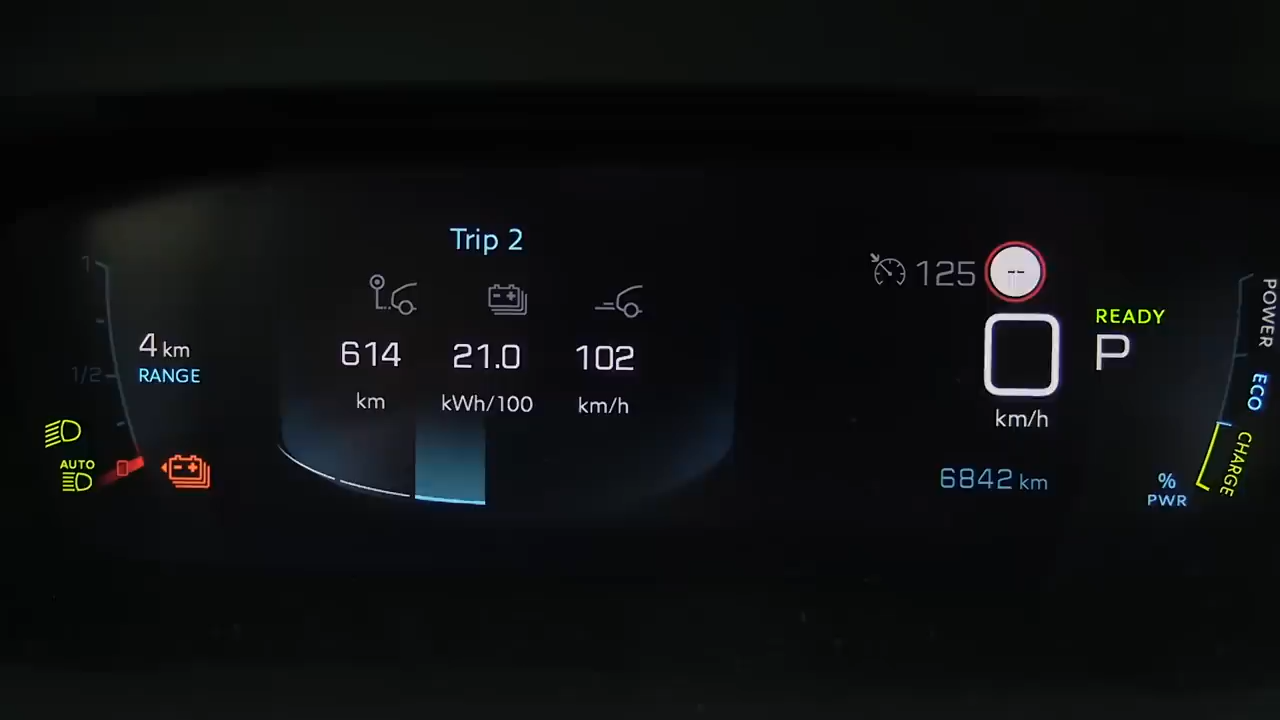 Trip 2
1
125
--
READY
P
POWER
4 km
RANGE
1/2
614
21.0
102
km
kWh/100
km/h
0
km/h
ECO
CHARGE
AUTO
6842 km
%
PWR